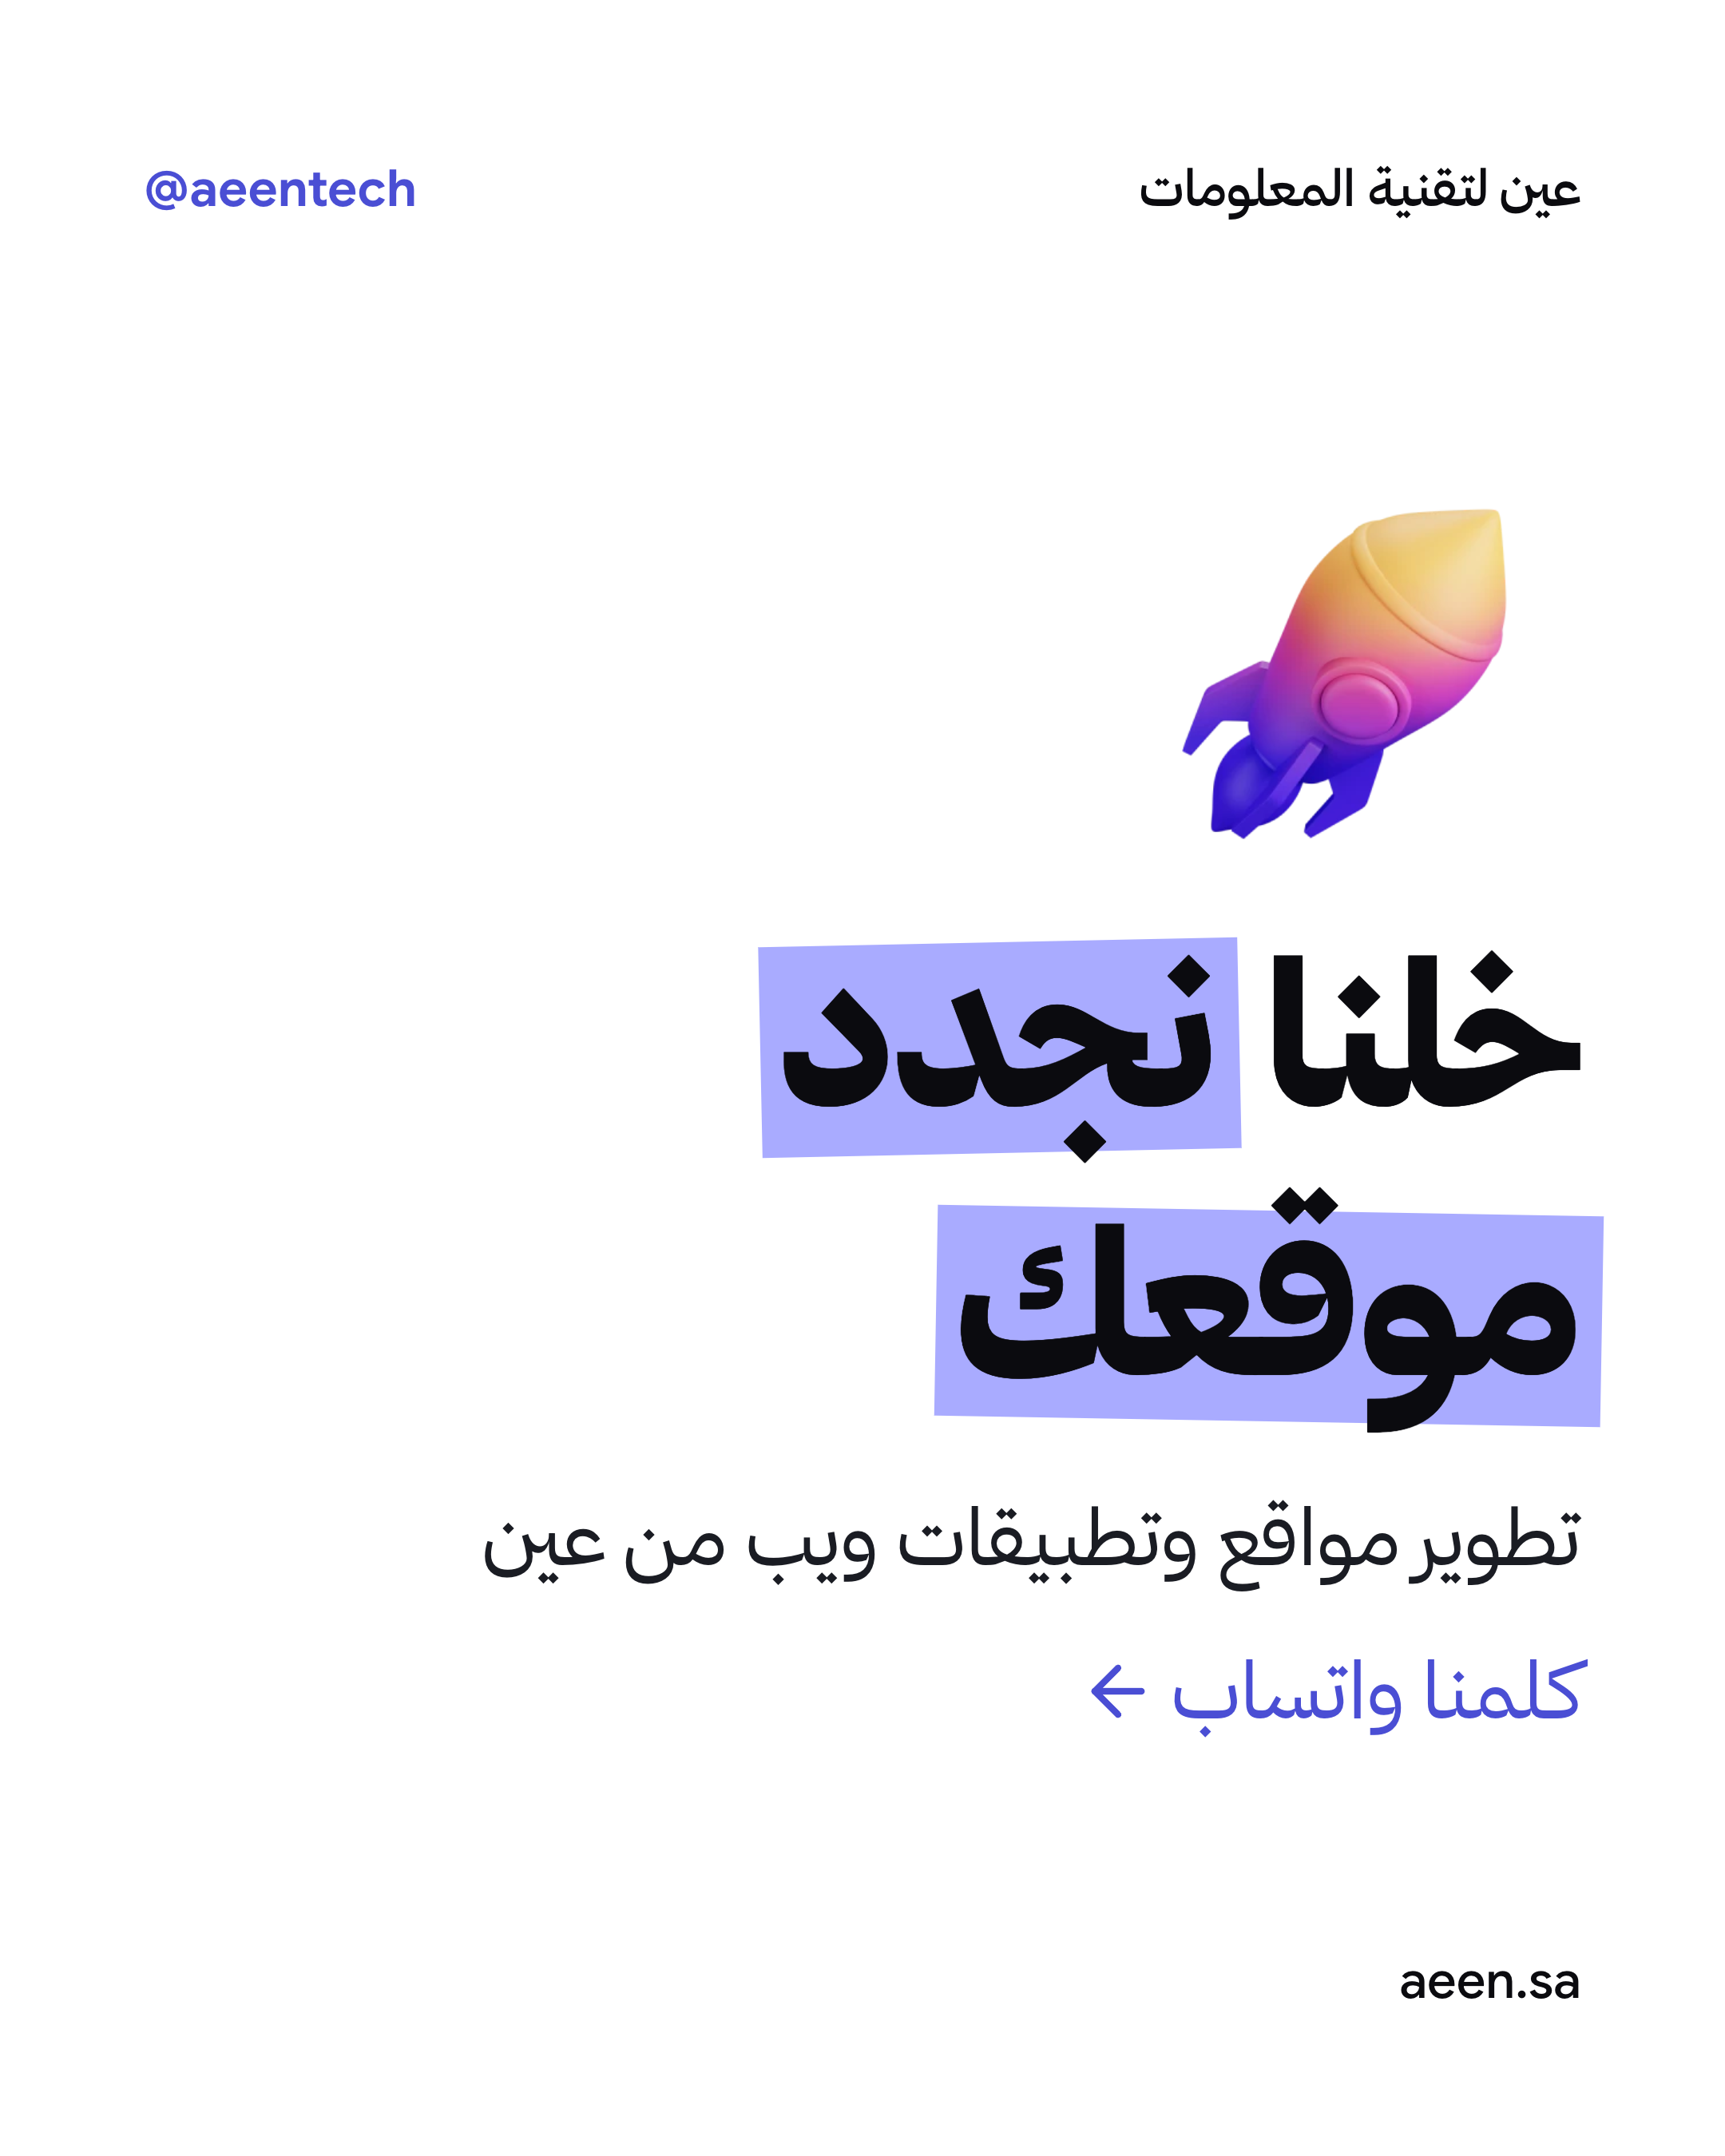 عين لتقنية المعلومات
@aeentech
خلنا نجدد
موقعك
تطوير مواقع وتطبيقات ويب من عين
كلمنا واتساب ←
aeen.sa